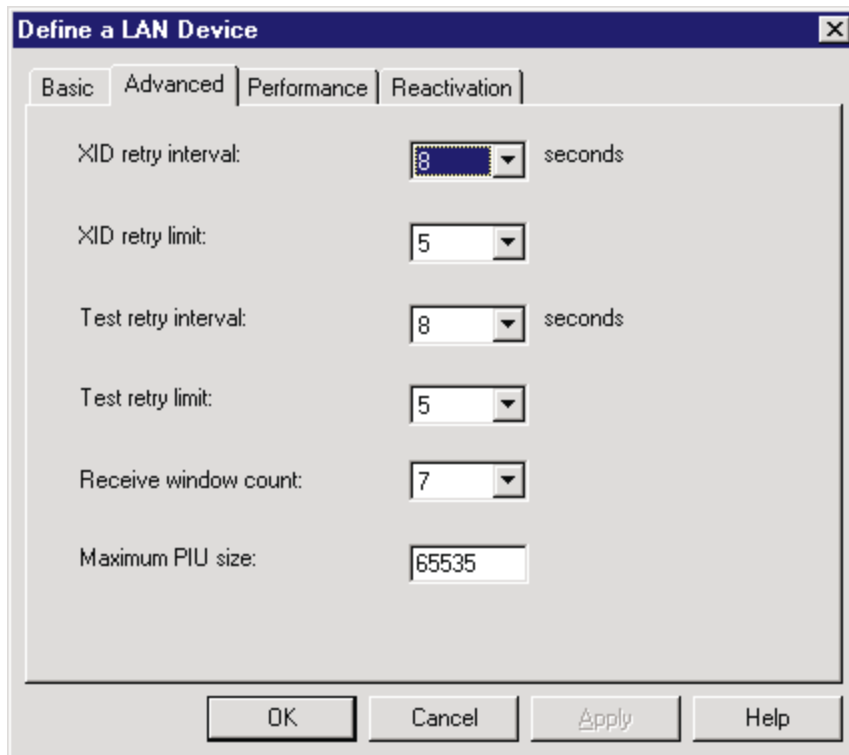 Define a LAN Device
Basic Advanced Performance Reactivation
XID retry interval: 8 seconds
XID retry limit: 5
Test retry interval: 8 seconds
Test retry limit: 5
Receive window count: 7
Maximum PIU size: 65535
OK Cancel Apply Help